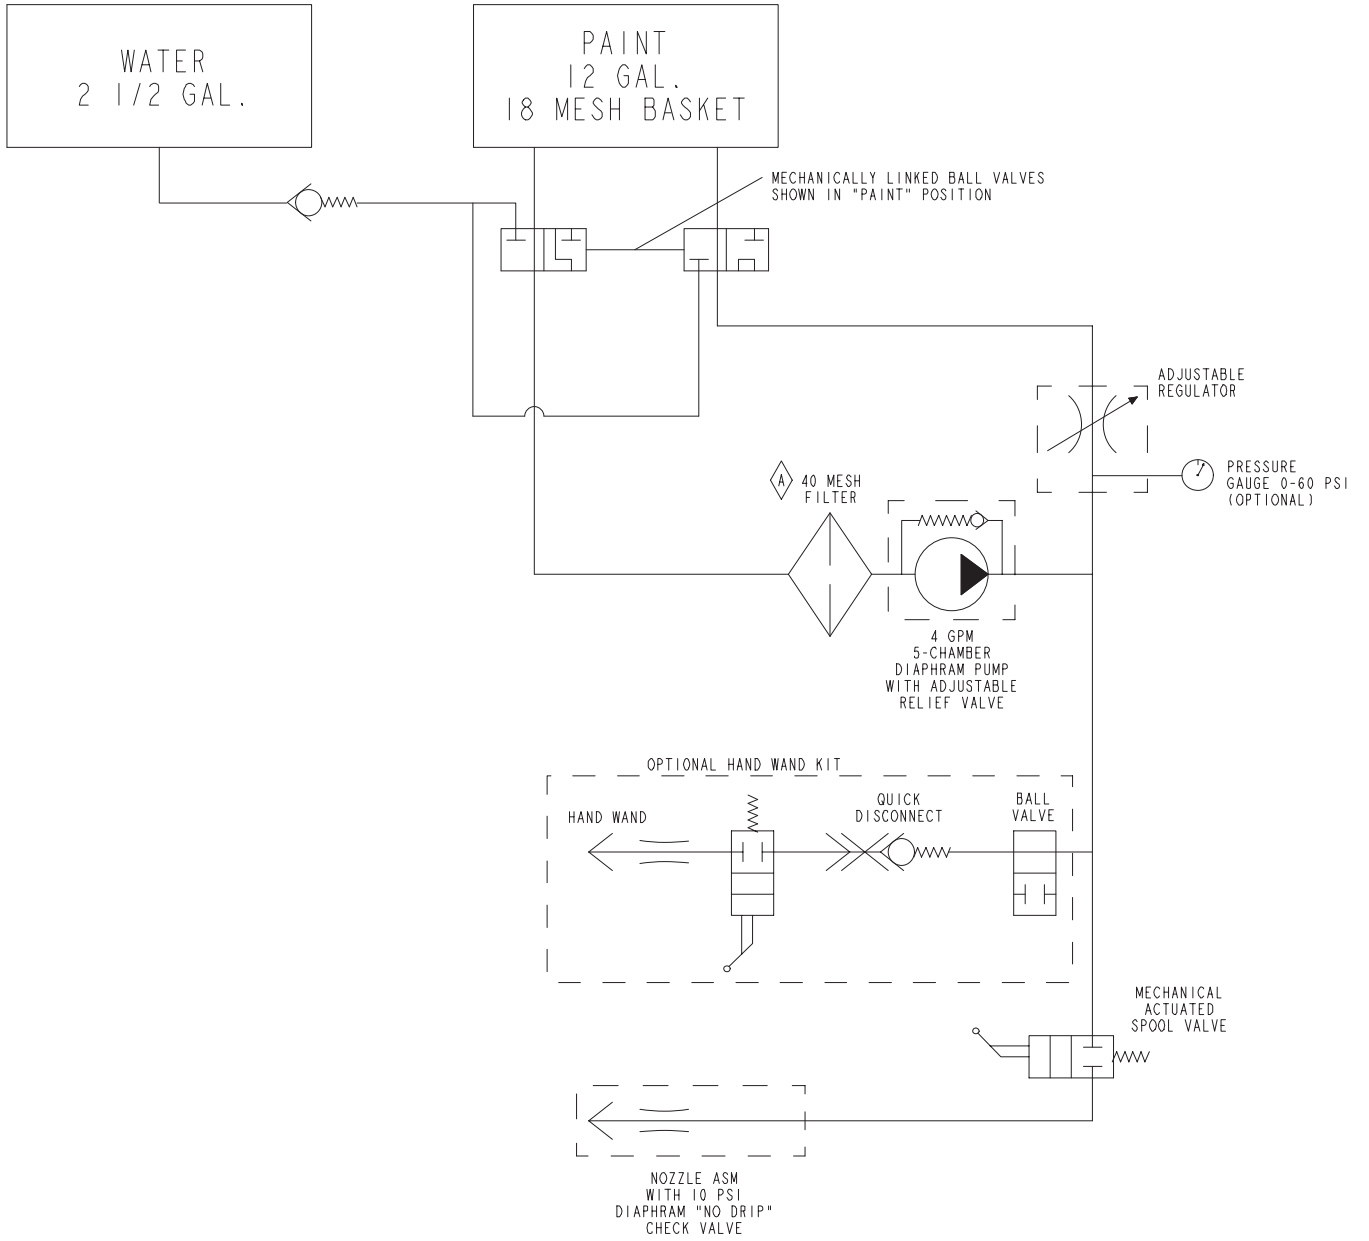 WATER
2 1/2 GAL.
PAINT
12 GAL.
18 MESH BASKET
MECHANICALLY LINKED BALL VALVES
SHOWN IN "PAINT" POSITION
ADJUSTABLE
REGULATOR
PRESSURE
GAUGE 0-60 PSI
(OPTIONAL)
A
40 MESH
FILTER
4 GPM
5-CHAMBER
DIAPHRAM PUMP
WITH ADJUSTABLE
RELIEF VALVE
OPTIONAL HAND WAND KIT
HAND WAND
QUICK
DISCONNECT
BALL
VALVE
MECHANICAL
ACTUATED
SPOOL VALVE
NOZZLE ASM
WITH 10 PSI
DIAPHRAM "NO DRIP"
CHECK VALVE